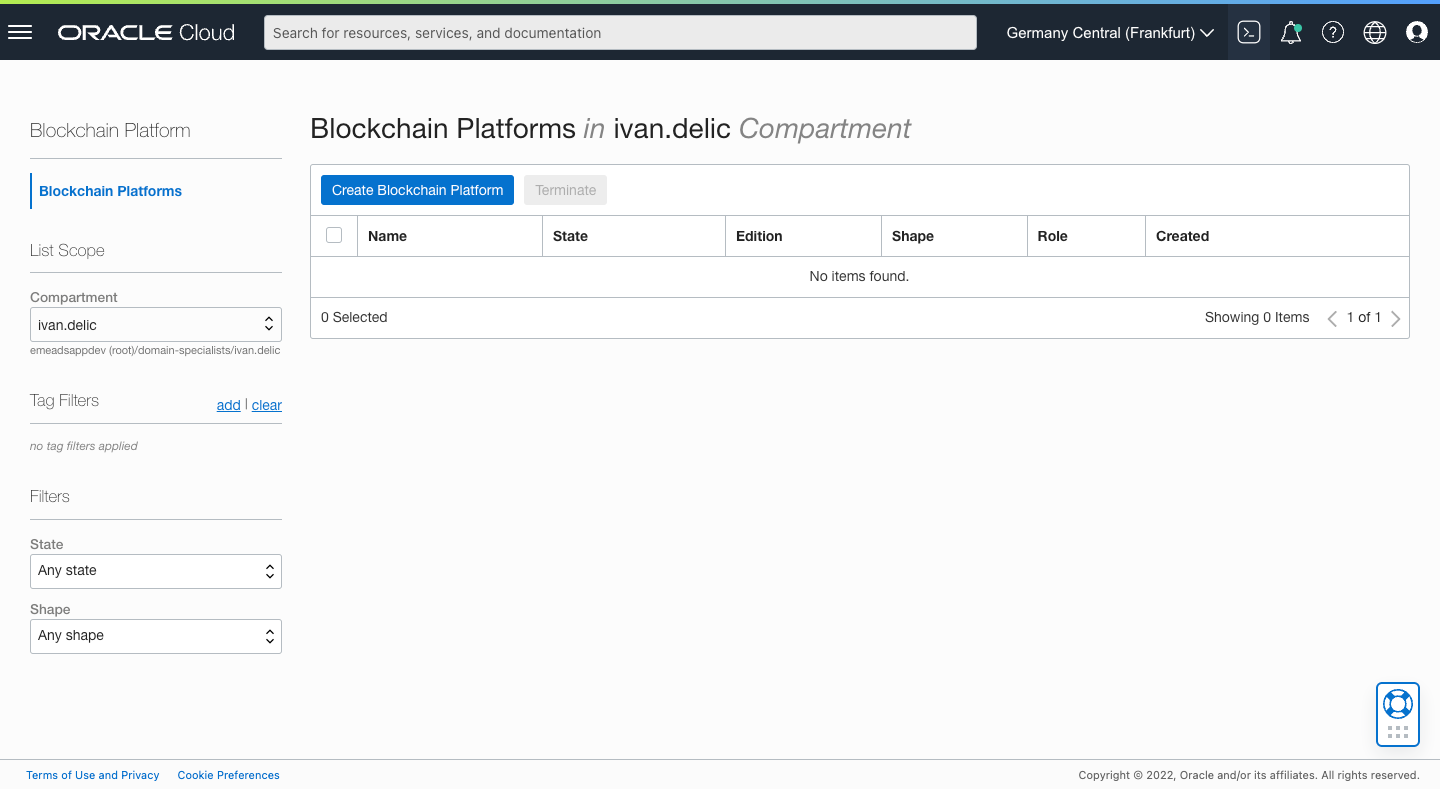 ORACLE Cloud
Search for resources, services, and documentation
Germany Central (Frankfurt)
Blockchain Platform
Blockchain Platforms
List Scope
Compartment
ivan.delic
emeadsappdev (root)/domain-specialists/ivan.delic
Tag Filters
add | clear
no tag filters applied
Filters
State
Any state
Shape
Any shape
Blockchain Platforms in ivan.delic Compartment
Create Blockchain Platform Terminate
Name State Edition Shape Role Created
No items found.
0 Selected Showing 0 Items 1 of 1
Terms of Use and Privacy Cookie Preferences Copyright © 2022, Oracle and/or its affiliates. All rights reserved.